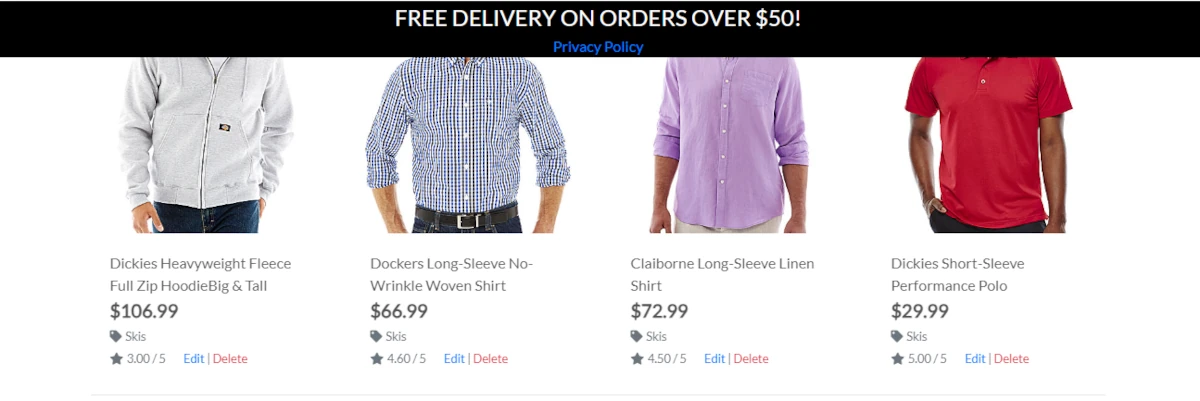 FREE DELIVERY ON ORDERS OVER $50!
Privacy Policy
Dickies Heavyweight Fleece
Full Zip HoodieBig & Tall
$106.99
Skis
3.00 / 5 Edit | Delete
Dockers Long-Sleeve No-
Wrinkle Woven Shirt
$66.99
Skis
4.60 / 5 Edit | Delete
Claiborne Long-Sleeve Linen
Shirt
$72.99
Skis
4.50 / 5 Edit | Delete
Dickies Short-Sleeve
Performance Polo
$29.99
Skis
5.00 / 5 Edit | Delete